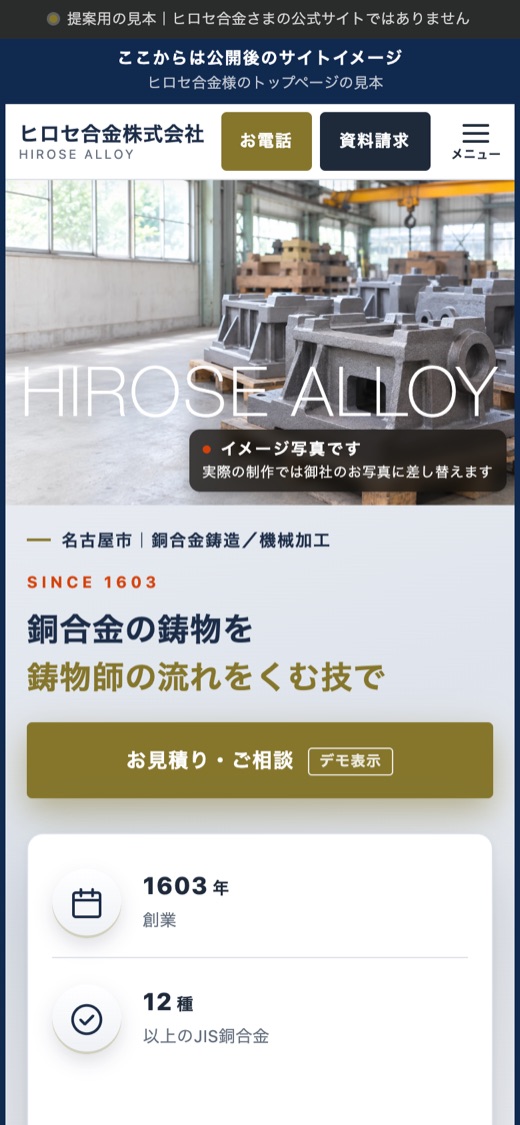 提案用の見本｜ヒロセ合金さまの公式サイトではありません
ここからは公開後のサイトイメージ
ヒロセ合金様のトップページの見本
ヒロセ合金株式会社
HIROSE ALLOY
お電話
資料請求
メニュー
HIROSE ALLOY
イメージ写真です
実際の制作では御社のお写真に差し替えます
名古屋市｜銅合金鋳造／機械加工
SINCE 1603
銅合金の鋳物を
鋳物師の流れをくむ技で
お見積り・ご相談 デモ表示
1603 年
創業
12 種
以上のJIS銅合金